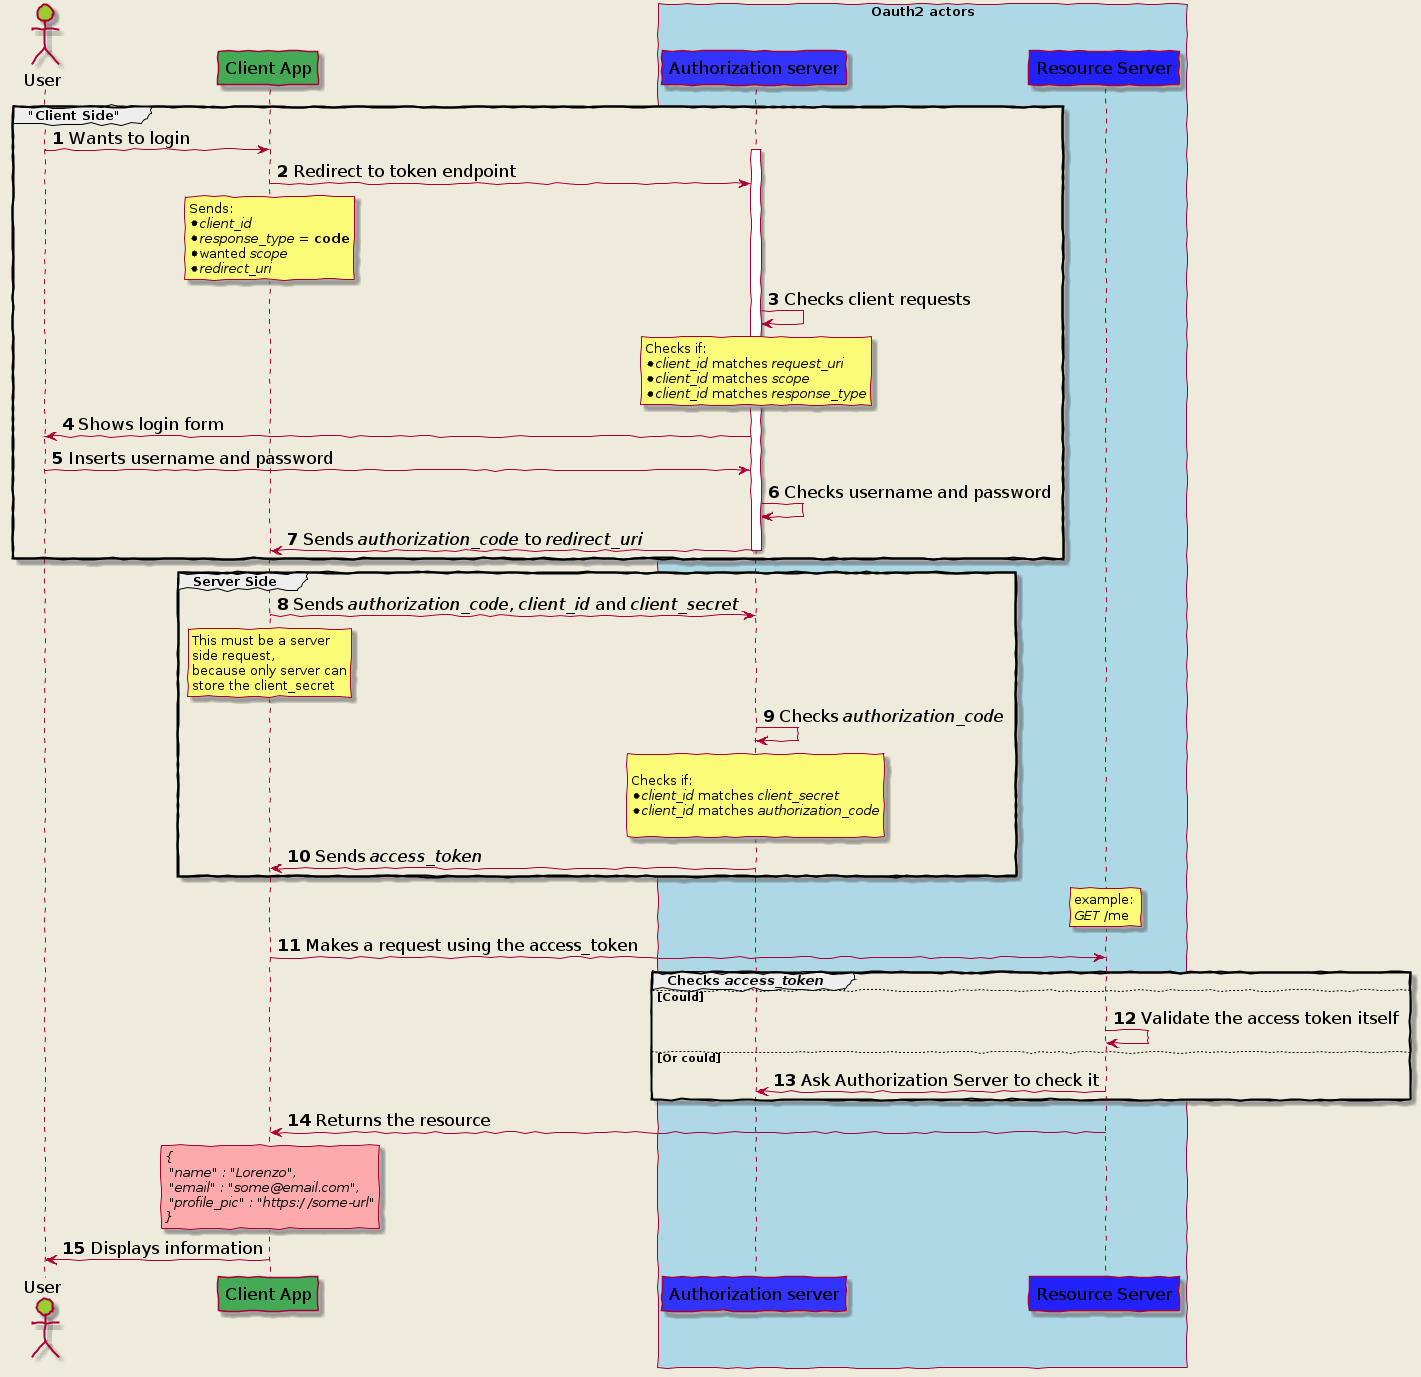 Oauth2 actors
User
Client App
Authorization server
Resource Server
"Client Side"
1 Wants to login
2 Redirect to token endpoint
Sends:
•client_id
•response_type = code
•wanted scope
•redirect_uri
3 Checks client requests
Checks if:
•client_id matches request_uri
•client_id matches scope
•client_id matches response_type
4 Shows login form
5 Inserts username and password
6 Checks username and password
7 Sends authorization_code to redirect_uri
Server Side
8 Sends authorization_code, client_id and client_secret
This must be a server
side request,
because only server can
store the client_secret
9 Checks authorization_code
Checks if:
•client_id matches client_secret
•client_id matches authorization_code
10 Sends access_token
example:
GET /me
11 Makes a request using the access_token
Checks access_token
[Could]
12 Validate the access token itself
[Or could]
13 Ask Authorization Server to check it
14 Returns the resource
{
"name" : "Lorenzo",
"email" : "some@email.com",
"profile_pic" : "https://some-url"
}
15 Displays information
User
Client App
Authorization server
Resource Server